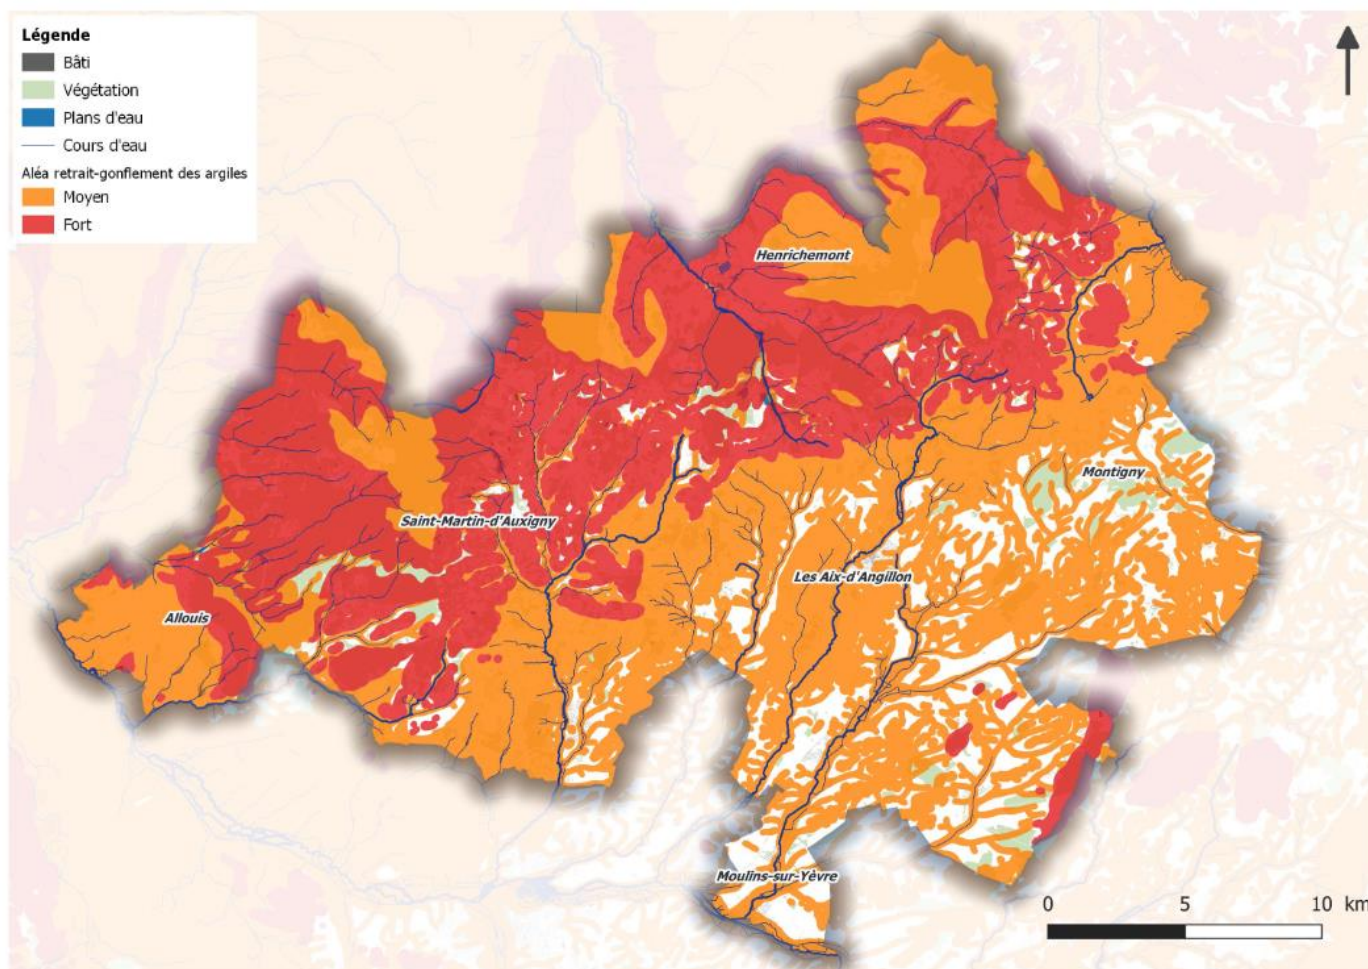 Légende
Bâti
Végétation
Plans d'eau
Cours d'eau
Aléa retrait-gonflement des argiles
Moyen
Fort
Henrichemont
Montigny
Saint-Martin-d'Auxigny
Les Aix-d'Angillon
Allouis
Moulins-sur-Yèvre
0 5 10 km